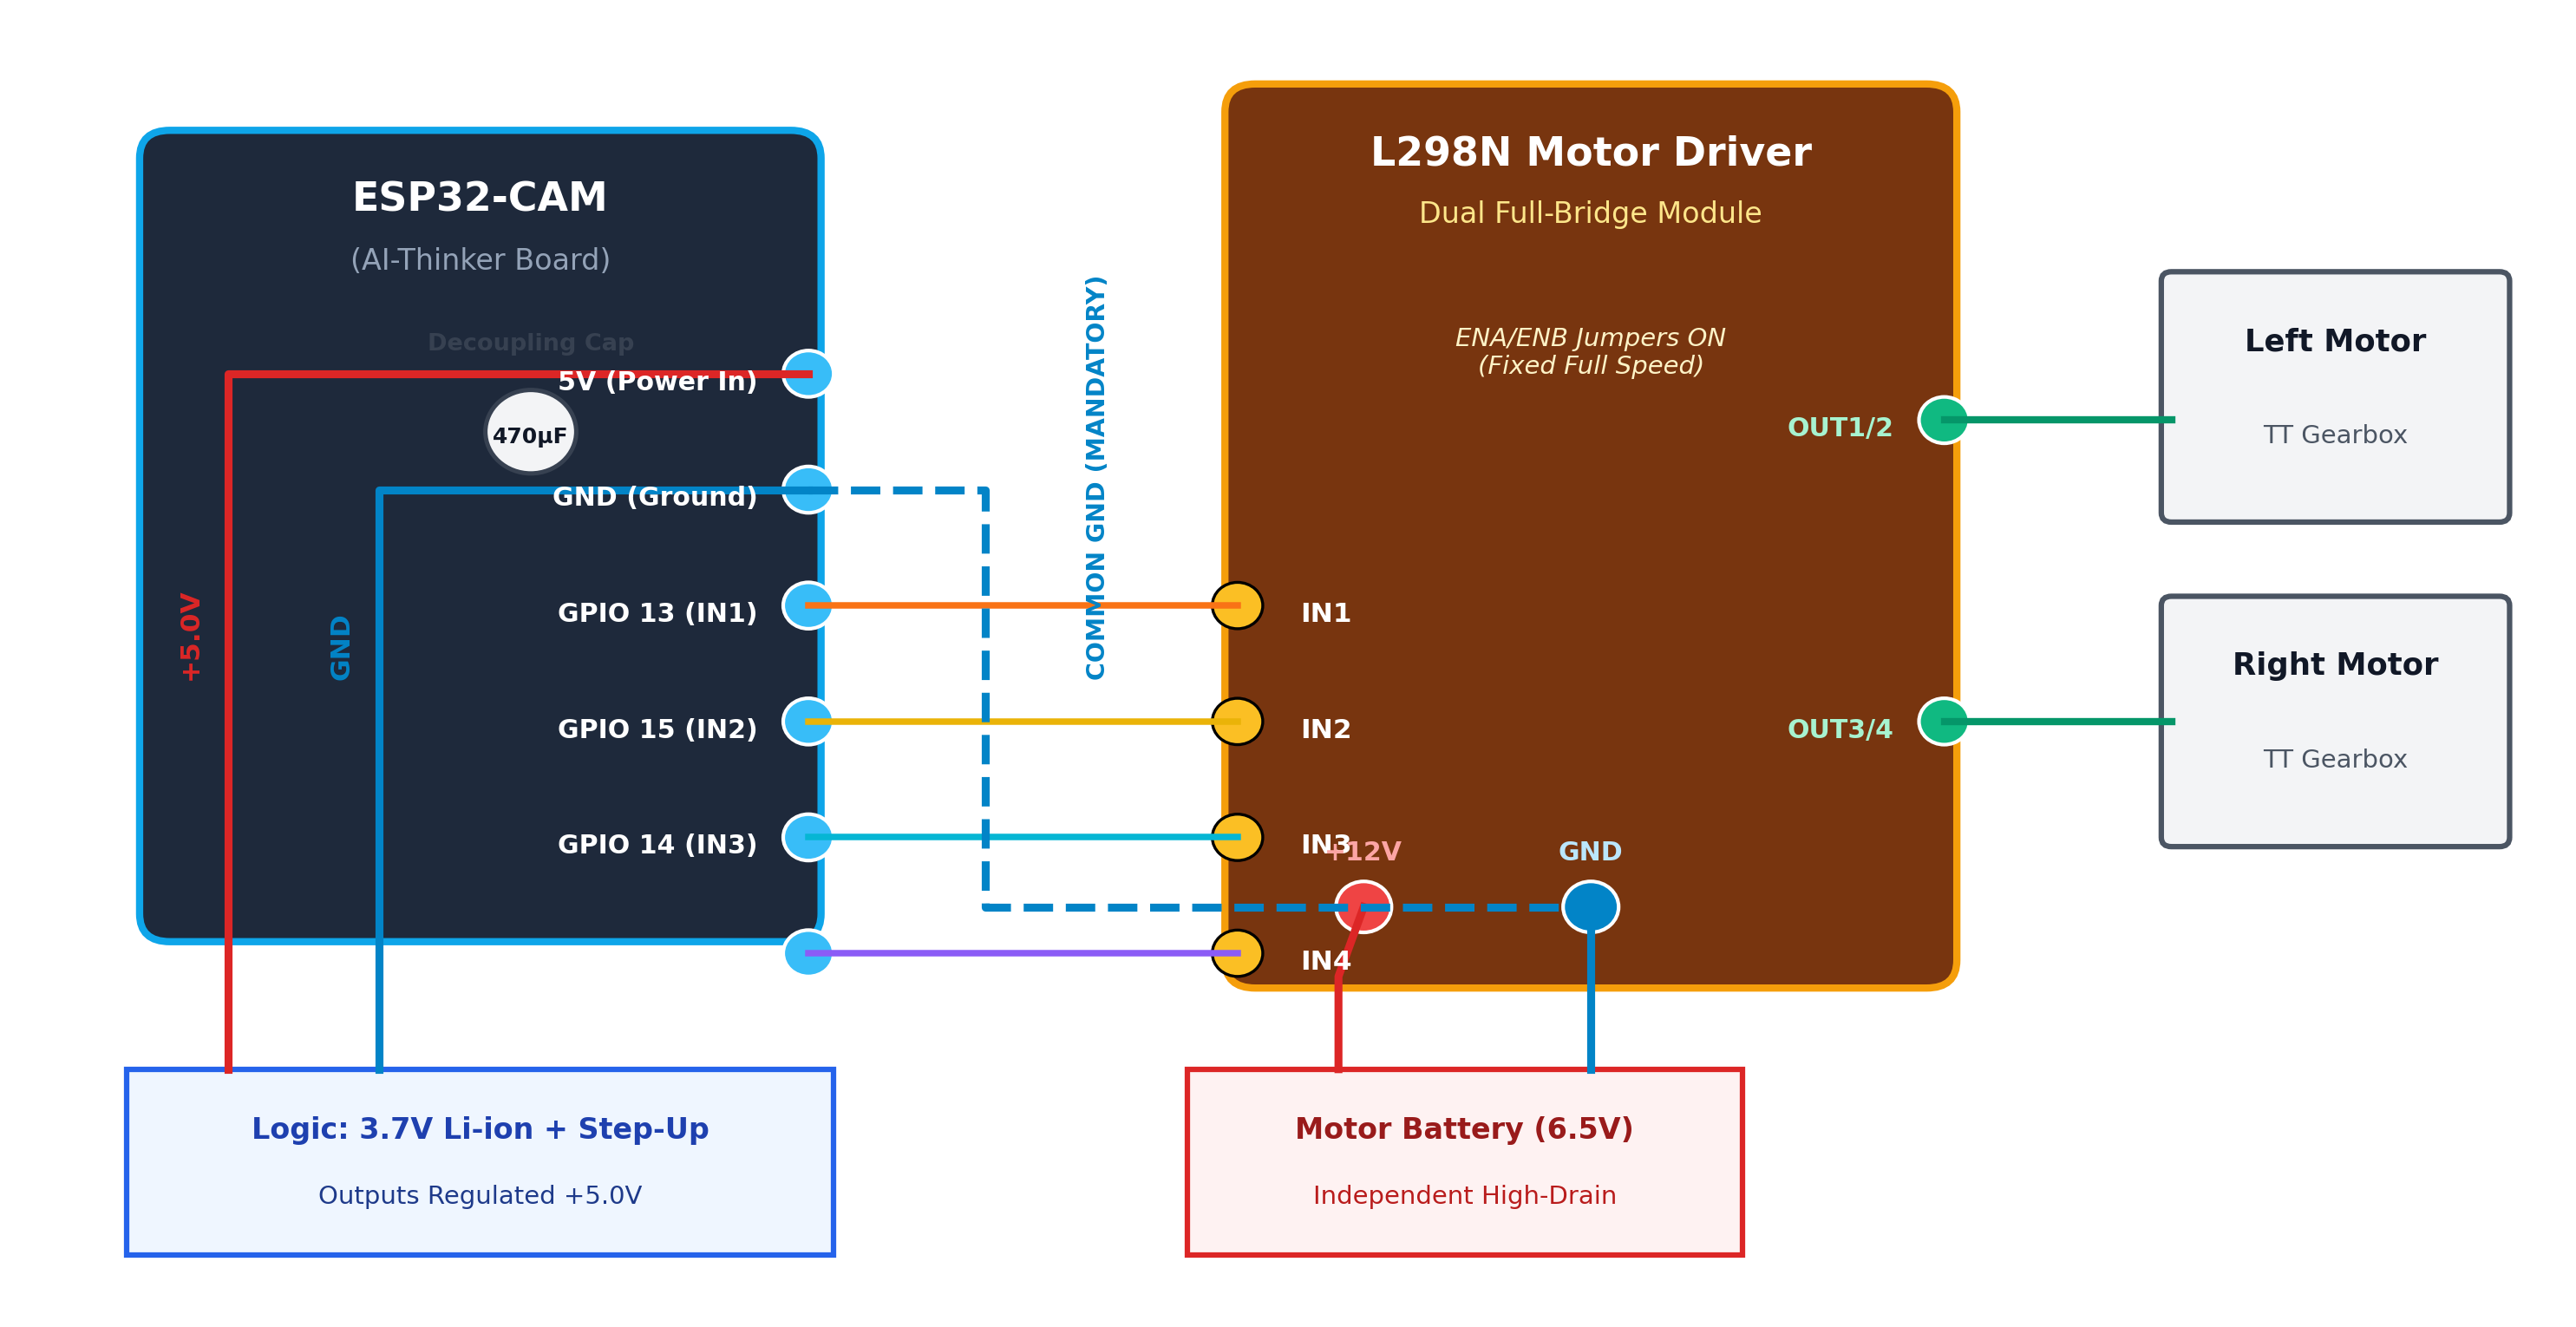 ESP32-CAM
(AI-Thinker Board)
Decoupling Cap
5V (Power In)
470µF
GND (Ground)
GPIO 13 (IN1)
GPIO 15 (IN2)
GPIO 14 (IN3)
+5.0V
GND
COMMON GND (MANDATORY)
L298N Motor Driver
Dual Full-Bridge Module
ENA/ENB Jumpers ON
(Fixed Full Speed)
OUT1/2
IN1
IN2
OUT3/4
IN3
+12V
GND
IN4
Left Motor
TT Gearbox
Right Motor
TT Gearbox
Logic: 3.7V Li-ion + Step-Up
Outputs Regulated +5.0V
Motor Battery (6.5V)
Independent High-Drain